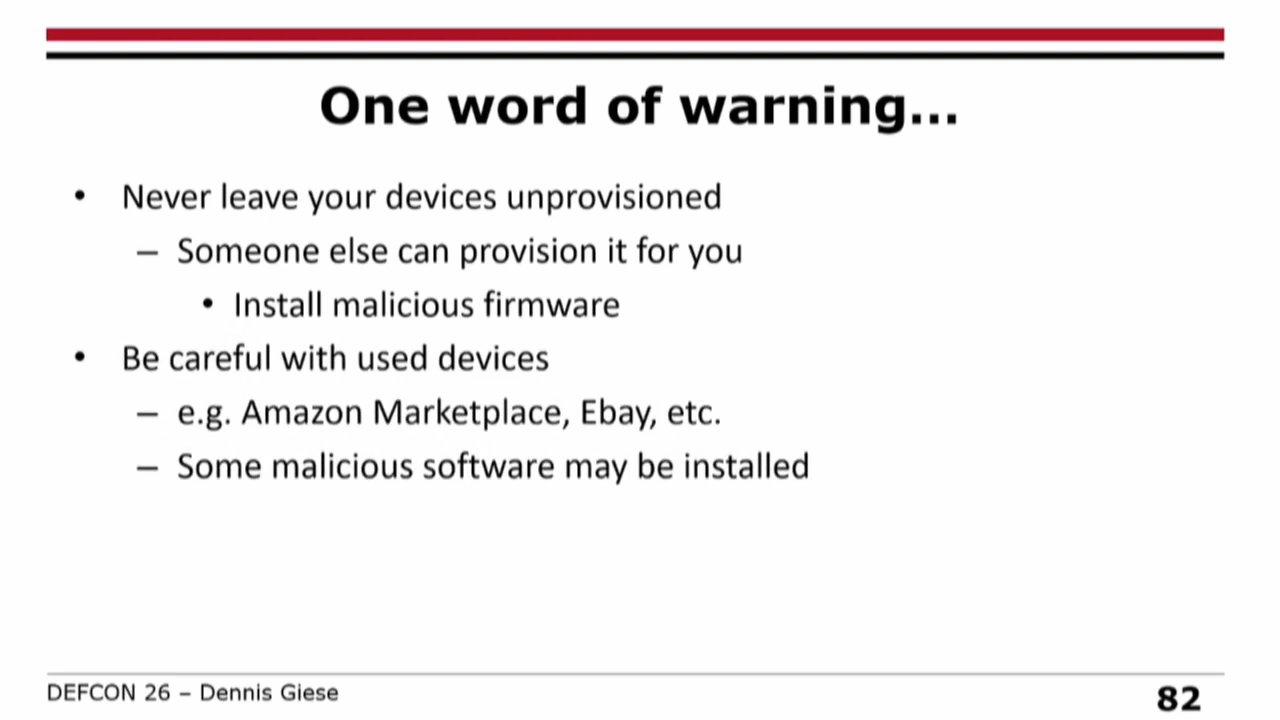 One word of warning...
• Never leave your devices unprovisioned
– Someone else can provision it for you
• Install malicious firmware
• Be careful with used devices
– e.g. Amazon Marketplace, Ebay, etc.
– Some malicious software may be installed
DEFCON 26 – Dennis Giese
82